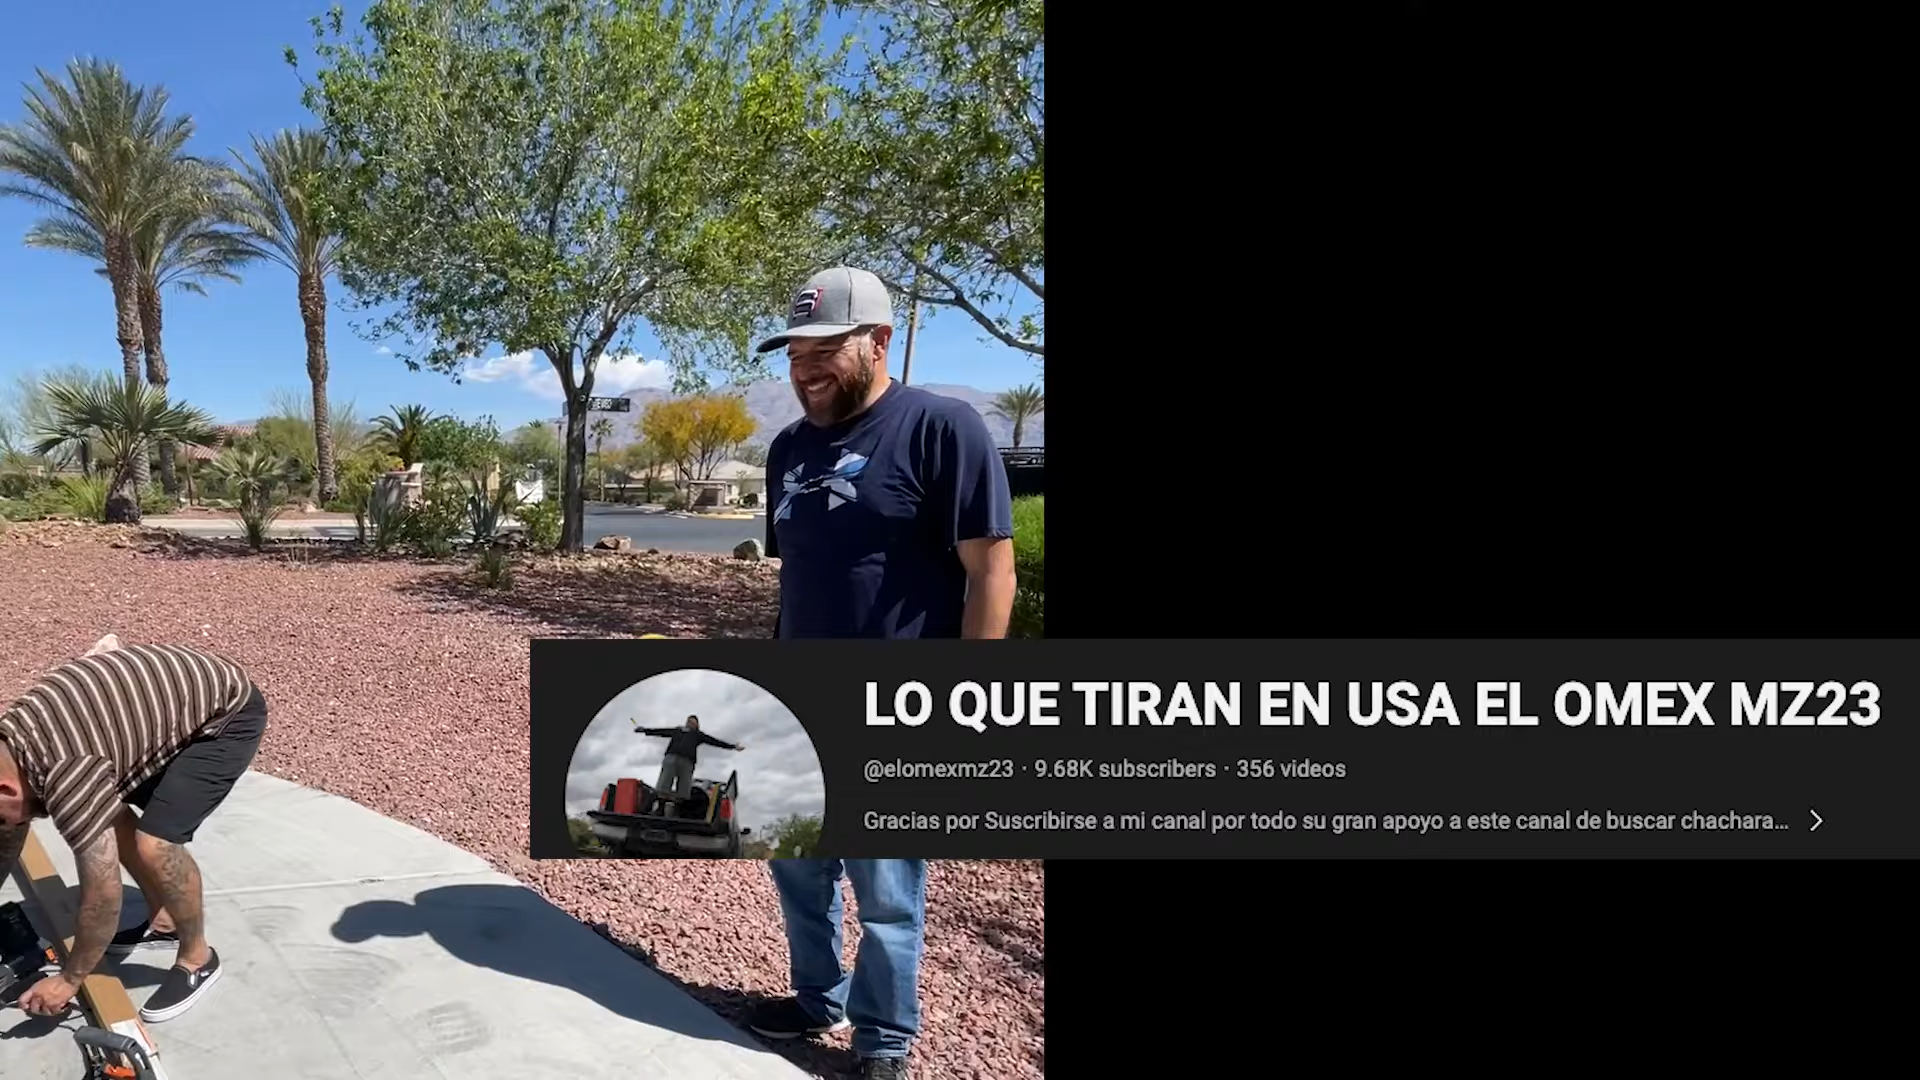 LO QUE TIRAN EN USA EL OMEX MZ23
@elomexmz23 · 9.68K subscribers · 356 videos
Gracias por Suscribirse a mi canal por todo su gran apoyo a este canal de buscar chachara...